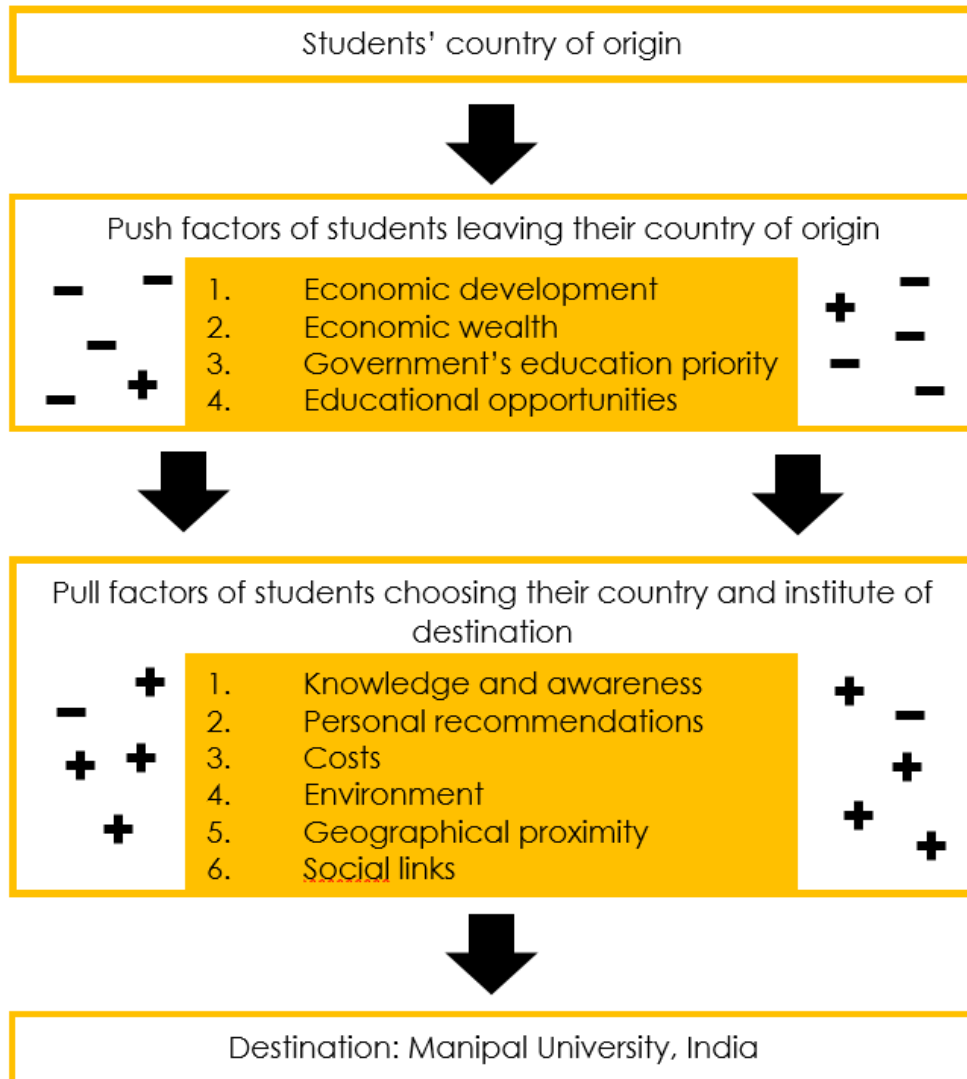 Students’ country of origin
Push factors of students leaving their country of origin
1. Economic development
2. Economic wealth
3. Government’s education priority
4. Educational opportunities
Pull factors of students choosing their country and institute of
destination
1. Knowledge and awareness
2. Personal recommendations
3. Costs
4. Environment
5. Geographical proximity
6. Social links
Destination: Manipal University, India